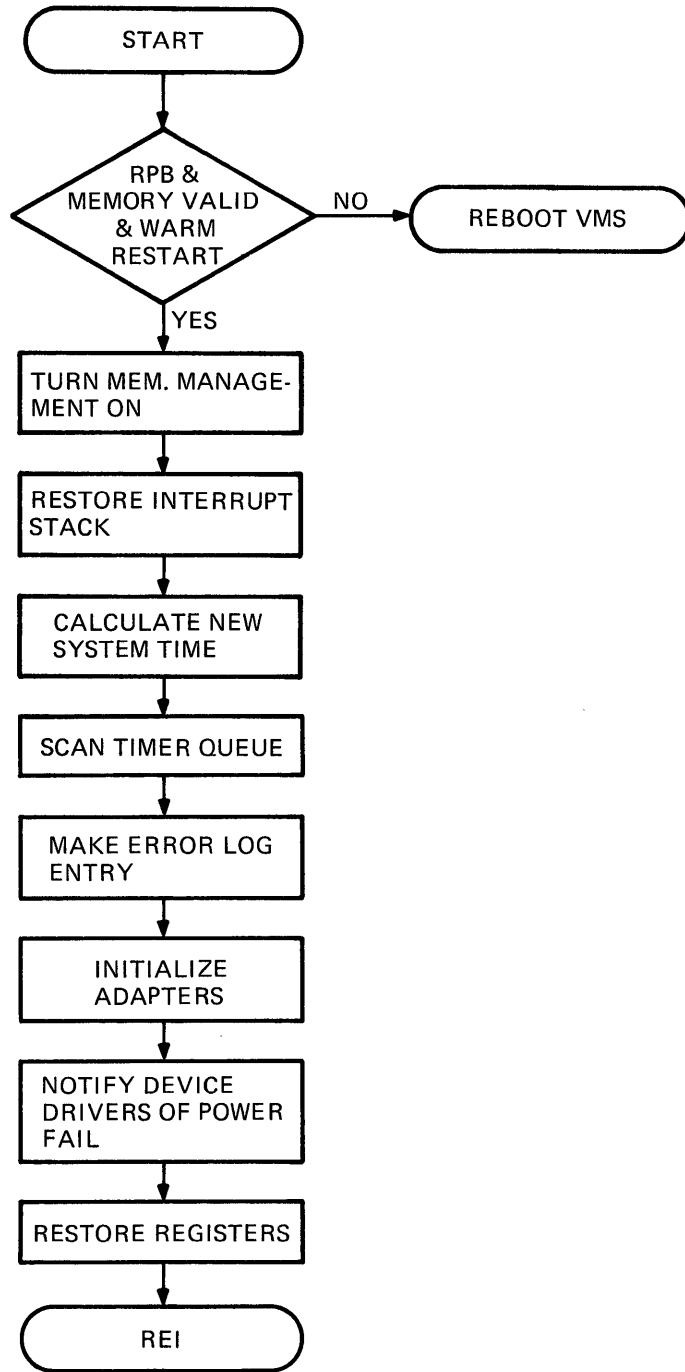 START
RPB &
MEMORY VALID
& WARM
RESTART
NO
REBOOT VMS
YES
TURN MEM. MANAGE-
MENT ON
RESTORE INTERRUPT
STACK
CALCULATE NEW
SYSTEM TIME
SCAN TIMER QUEUE
MAKE ERROR LOG
ENTRY
INITIALIZE
ADAPTERS
NOTIFY DEVICE
DRIVERS OF POWER
FAIL
RESTORE REGISTERS
REI